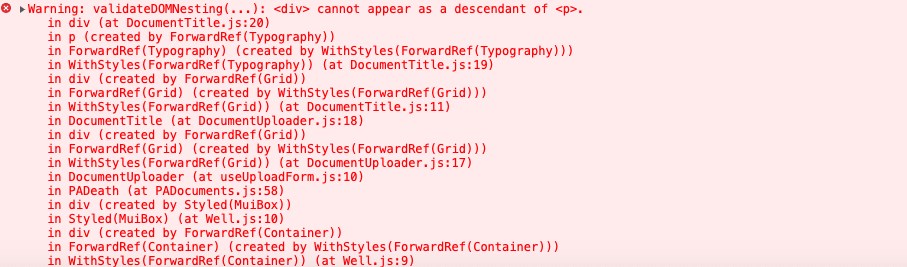 Warning: validateDOMNesting(...): <div> cannot appear as a descendant of <p>.
in div (at DocumentTitle.js:20)
in p (created by ForwardRef(Typography))
in ForwardRef(Typography) (created by WithStyles(ForwardRef(Typography)))
in WithStyles(ForwardRef(Typography)) (at DocumentTitle.js:19)
in div (created by ForwardRef(Grid))
in ForwardRef(Grid) (created by WithStyles(ForwardRef(Grid)))
in WithStyles(ForwardRef(Grid)) (at DocumentTitle.js:11)
in DocumentTitle (at DocumentUploader.js:18)
in div (created by ForwardRef(Grid))
in ForwardRef(Grid) (created by WithStyles(ForwardRef(Grid)))
in WithStyles(ForwardRef(Grid)) (at DocumentUploader.js:17)
in DocumentUploader (at useUploadForm.js:10)
in PADeath (at PADocuments.js:58)
in div (created by Styled(MuiBox))
in Styled(MuiBox) (at Well.js:10)
in div (created by ForwardRef(Container))
in ForwardRef(Container) (created by WithStyles(ForwardRef(Container)))
in WithStyles(ForwardRef(Container)) (at Well.js:9)